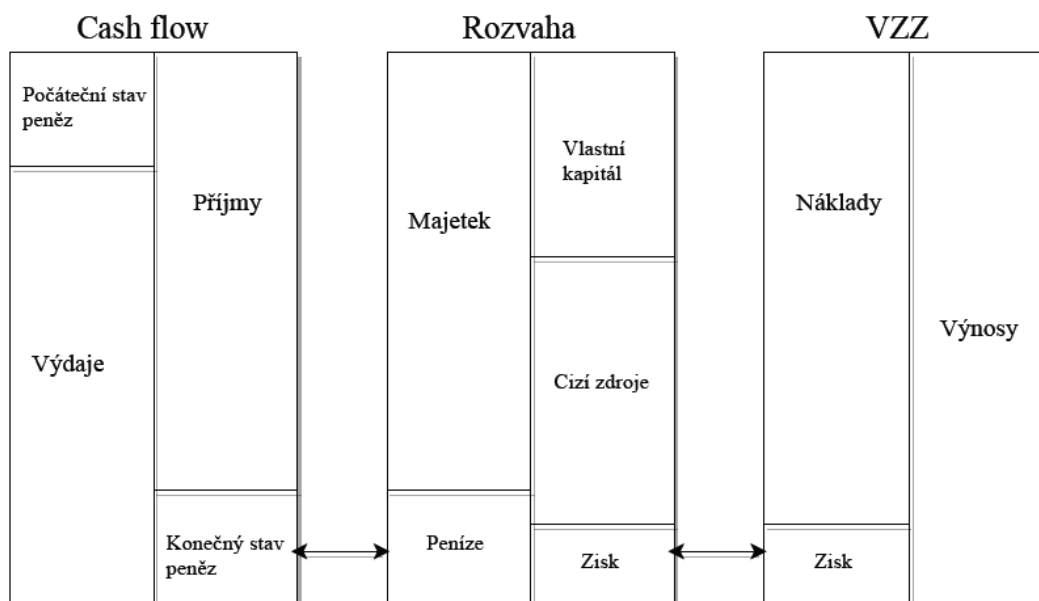 Cash flow
Počáteční stav
peněz
Výdaje
Příjmy
Konečný stav
peněz
Rozvaha
Majetek
Peníze
Vlastní
kapitál
Cizí zdroje
Zisk
VZZ
Náklady
Zisk
Výnosy